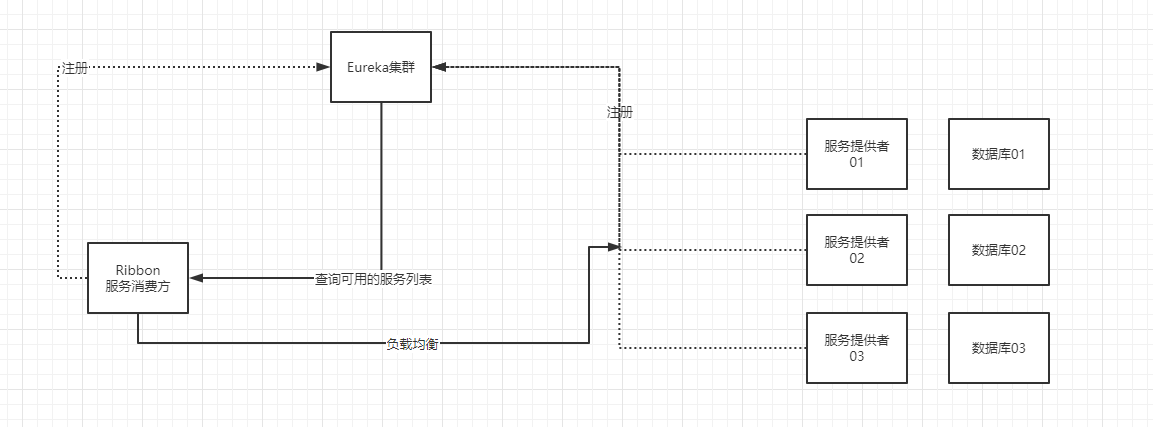 Eureka集群
注册
注册
服务提供者
01
数据库01
服务提供者
02
数据库02
Ribbon
服务消费方
查询可用的服务列表
负载均衡
服务提供者
03
数据库03